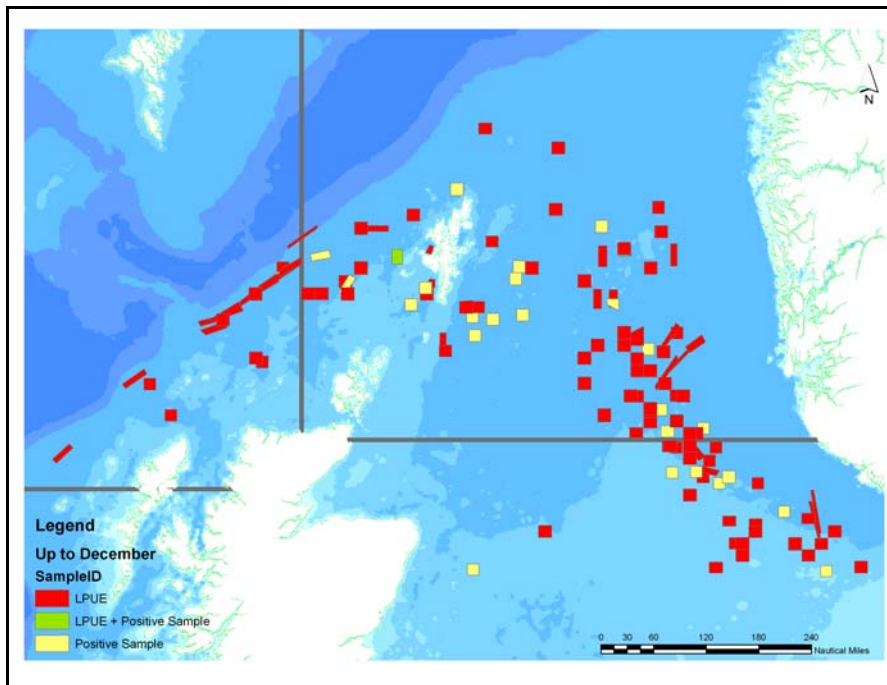 N
Legend
Up to December
SampleID
LPUE
LPUE + Positive Sample
Positive Sample
0 30 60 120 180 240
Nautical Miles